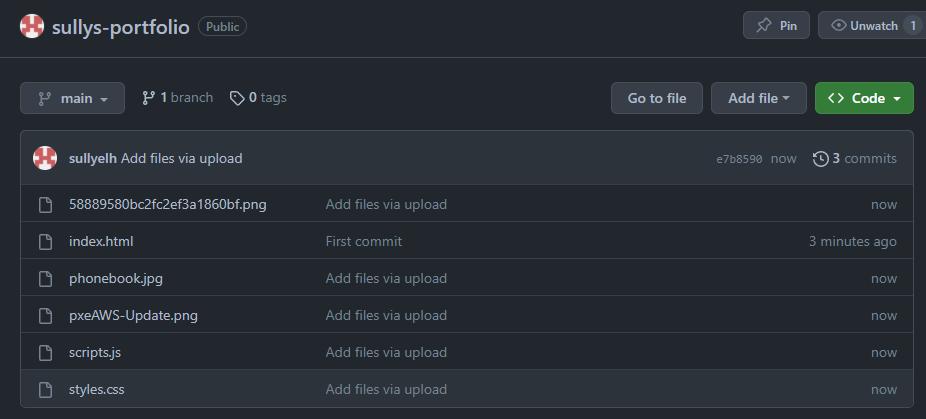 sullys-portfolio Public Pin Unwatch 1
main 1 branch 0 tags Go to file Add file Code
sullyelh Add files via upload e7b8590 now 3 commits
58889580bc2fc2ef3a1860bf.png Add files via upload now
index.html First commit 3 minutes ago
phonebook.jpg Add files via upload now
pxeAWS-Update.png Add files via upload now
scripts.js Add files via upload now
styles.css Add files via upload now